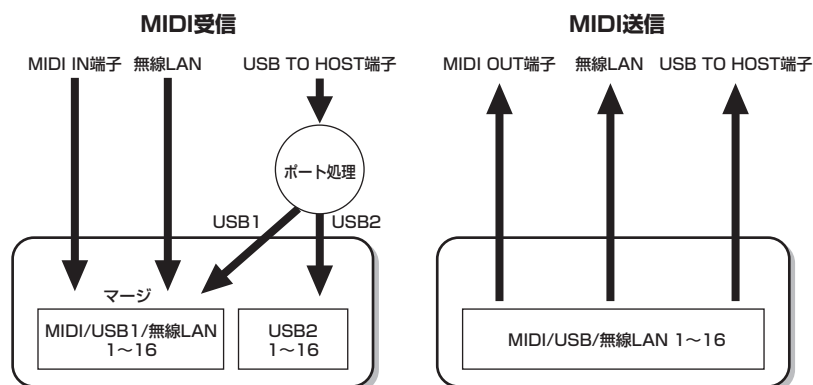 MIDI受信
MIDI IN端子 無線LAN USB TO HOST端子
ポート処理
USB1 USB2
マージ
MIDI/USB1/無線LAN
1～16
USB2
1～16
MIDI送信
MIDI OUT端子 無線LAN USB TO HOST端子
MIDI/USB/無線LAN 1～16